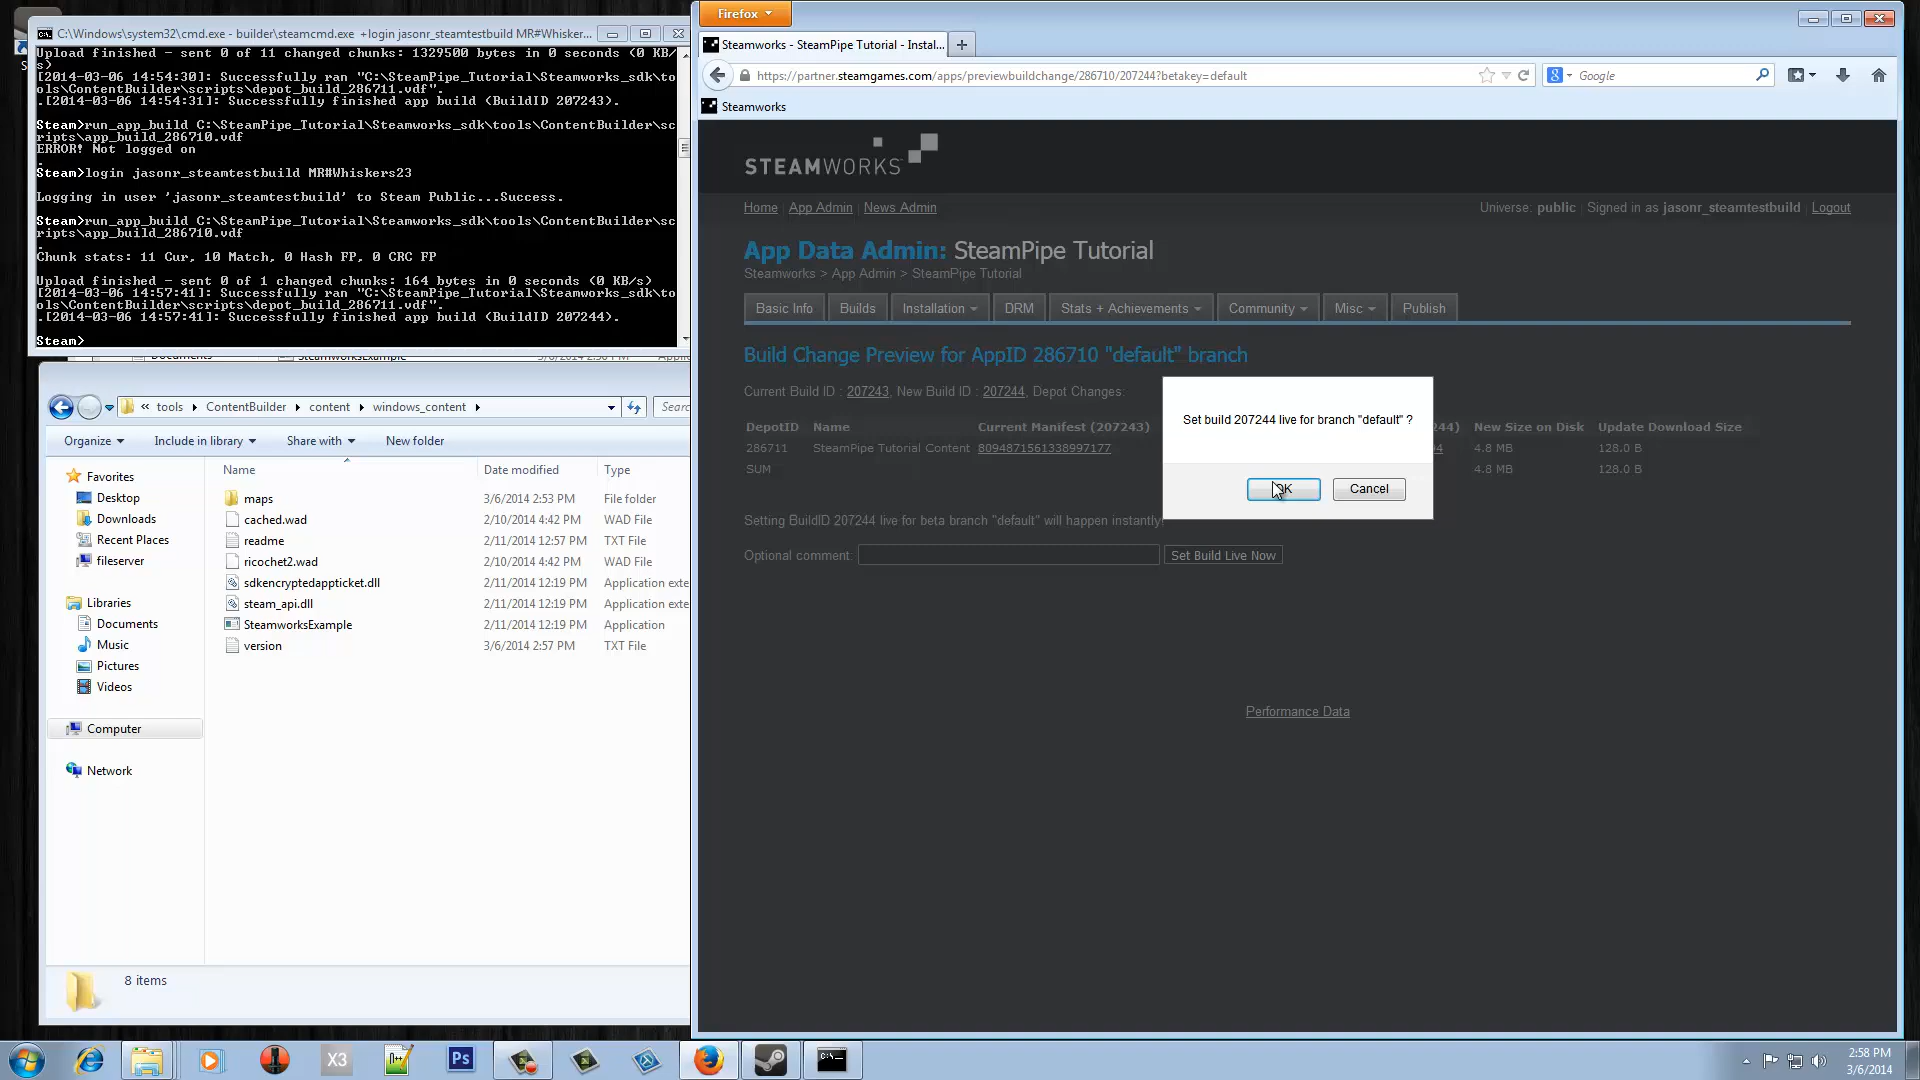 C:\Windows\system32\cmd.exe - builder\steamcmd.exe +login jasonr_steamtestbuild MR#Whisker...
Upload finished - sent 0 of 11 changed chunks: 1329500 bytes in 0 seconds (0 KB/
s)
[2014-03-06 14:54:30]: Successfully ran "C:\SteamPipe_Tutorial\Steamworks_sdk\to
ols\ContentBuilder\scripts\depot_build_286711.vdf".
.[2014-03-06 14:54:31]: Successfully finished app build (BuildID 207243).
Steam>run_app_build C:\SteamPipe_Tutorial\Steamworks_sdk\tools\ContentBuilder\sc
ripts\app_build_286710.vdf
ERROR! Not logged on
.
Steam>login jasonr_steamtestbuild MR#Whiskers23
Logging in user 'jasonr_steamtestbuild' to Steam Public...Success.
Steam>run_app_build C:\SteamPipe_Tutorial\Steamworks_sdk\tools\ContentBuilder\sc
ripts\app_build_286710.vdf
.
Chunk stats: 11 Cur, 10 Match, 0 Hash FP, 0 CRC FP
Upload finished - sent 0 of 1 changed chunks: 164 bytes in 0 seconds (0 KB/s)
[2014-03-06 14:57:41]: Successfully ran "C:\SteamPipe_Tutorial\Steamworks_sdk\to
ols\ContentBuilder\scripts\depot_build_286711.vdf".
.[2014-03-06 14:57:41]: Successfully finished app build (BuildID 207244).
Steam>
« tools ContentBuilder content windows_content Searc
Organize Include in library Share with New folder
Favorites
Desktop
Downloads
Recent Places
fileserver
Libraries
Documents
Music
Pictures
Videos
Computer
Network
Name Date modified Type
maps 3/6/2014 2:53 PM File folder
cached.wad 2/10/2014 4:42 PM WAD File
readme 2/11/2014 12:57 PM TXT File
ricochet2.wad 2/10/2014 4:42 PM WAD File
sdkencryptedappticket.dll 2/11/2014 12:19 PM Application exte
steam_api.dll 2/11/2014 12:19 PM Application exte
SteamworksExample 2/11/2014 12:19 PM Application
version 3/6/2014 2:57 PM TXT File
8 items
Firefox
Steamworks - SteamPipe Tutorial - Instal...
https://partner.steamgames.com/apps/previewbuildchange/286710/207244?betakey=default
Google
Steamworks
STEAMWORKS
Home | App Admin | News Admin
Universe: public | Signed in as jasonr_steamtestbuild | Logout
App Data Admin: SteamPipe Tutorial
Steamworks > App Admin > SteamPipe Tutorial
Basic Info Builds Installation DRM Stats + Achievements Community Misc Publish
Build Change Preview for AppID 286710 "default" branch
Current Build ID : 207243, New Build ID : 207244, Depot Changes:
DepotID Name Current Manifest (207243) New Size on Disk Update Download Size
286711 SteamPipe Tutorial Content 8094871561338997177 4.8 MB 128.0 B
SUM 4.8 MB 128.0 B
Setting BuildID 207244 live for beta branch "default" will happen instantly
Optional comment: Set Build Live Now
Performance Data
Set build 207244 live for branch "default" ?
OK Cancel
X3
Ps
2:58 PM
3/6/2014